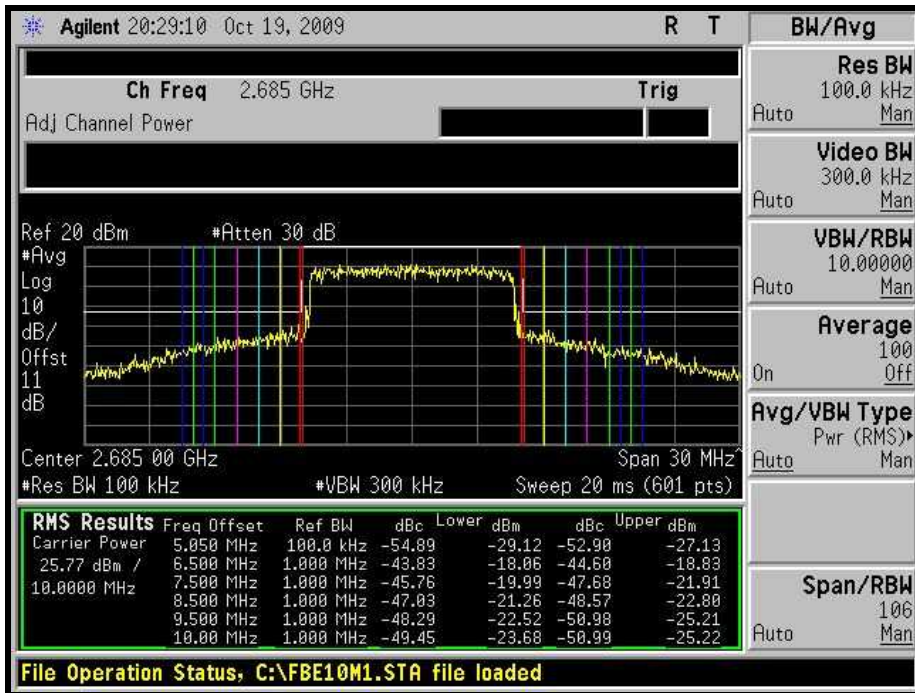 Agilent 20:29:10 Oct 19, 2009 R T
Ch Freq 2.685 GHz Trig
Adj Channel Power
Ref 20 dBm #Atten 30 dB
#Avg
Log
10
dB/
Offst
11
dB
Center 2.685 00 GHz Span 30 MHz^
#Res BW 100 kHz #VBW 300 kHz Sweep 20 ms (601 pts)
RMS Results Freq Offset Ref BW dBc Lower dBm dBc Upper dBm
Carrier Power 5.050 MHz 100.0 kHz -54.89 -29.12 -52.90 -27.13
25.77 dBm / 6.500 MHz 1.000 MHz -43.83 -18.06 -44.60 -18.83
10.0000 MHz 7.500 MHz 1.000 MHz -45.76 -19.99 -47.68 -21.91
8.500 MHz 1.000 MHz -47.03 -21.26 -48.57 -22.80
9.500 MHz 1.000 MHz -48.29 -22.52 -50.98 -25.21
10.00 MHz 1.000 MHz -49.45 -23.68 -50.99 -25.22
File Operation Status, C:\FBE10M1.STA file loaded
BW/Avg
Res BW
100.0 kHz
Auto Man
Video BW
300.0 kHz
Auto Man
VBW/RBW
10.00000
Auto Man
Average
100
On Off
Avg/VBW Type
Pwr (RMS)▸
Auto Man
Span/RBW
106
Auto Man